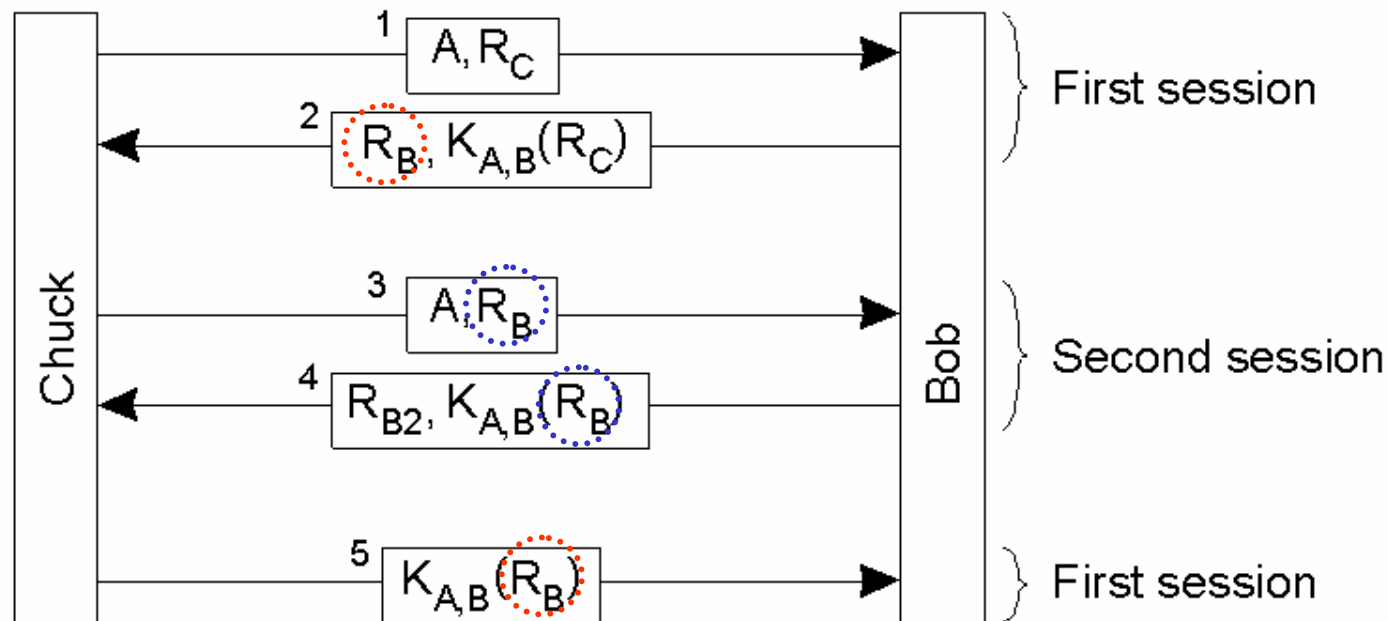 1
A, R_C
First session
2
R_B, K_A,B(R_C)
Chuck
Bob
3
A, R_B
Second session
4
R_B2, K_A,B(R_B)
5
K_A,B(R_B)
First session